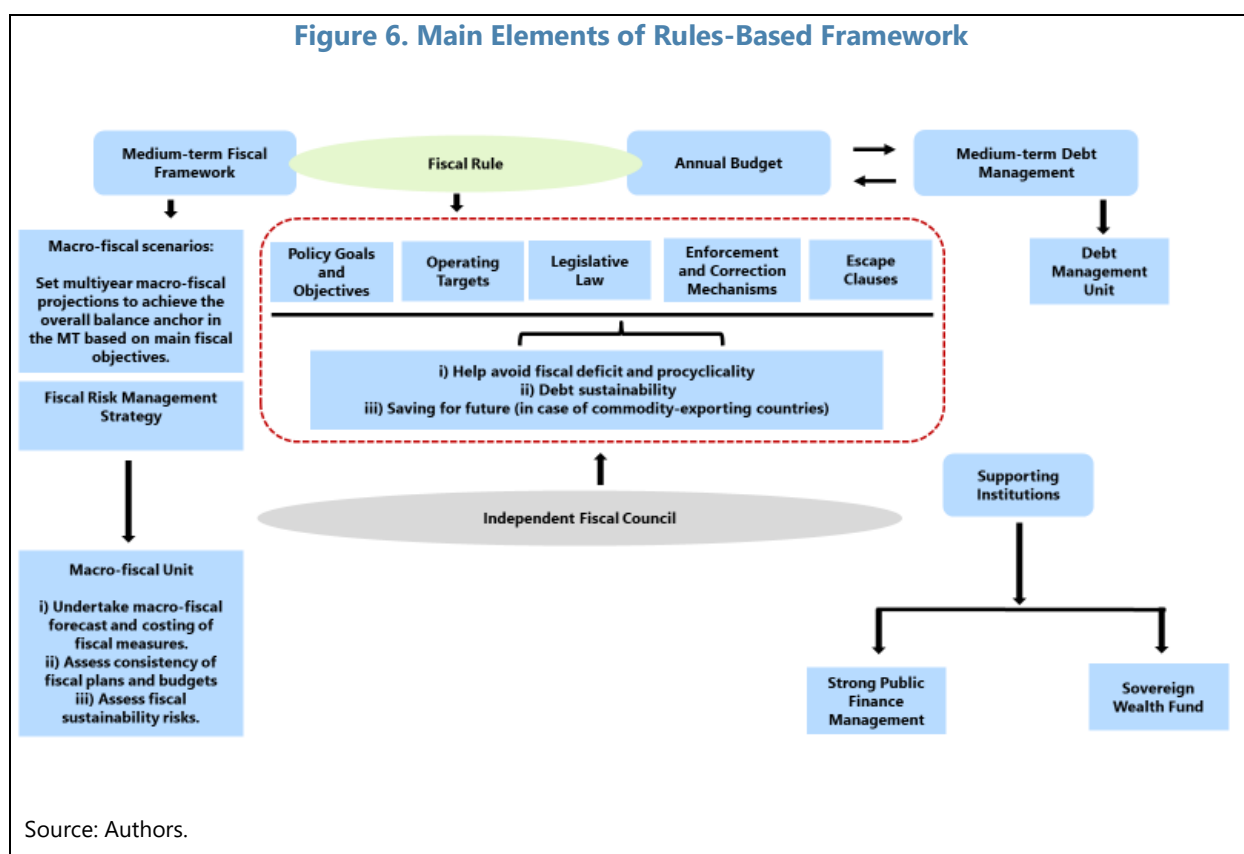 Figure 6. Main Elements of Rules-Based Framework
Medium-term Fiscal
Framework
Fiscal Rule
Annual Budget
Medium-term Debt
Management
Macro-fiscal scenarios:
Set multiyear macro-fiscal
projections to achieve the
overall balance anchor in
the MT based on main fiscal
objectives.
Fiscal Risk Management
Strategy
Policy Goals
and
Objectives
Operating
Targets
Legislative
Law
Enforcement
and Correction
Mechanisms
Escape
Clauses
Debt
Management
Unit
i) Help avoid fiscal deficit and procyclicality
ii) Debt sustainability
iii) Saving for future (in case of commodity-exporting countries)
Independent Fiscal Council
Supporting
Institutions
Macro-fiscal Unit
i) Undertake macro-fiscal
forecast and costing of
fiscal measures.
ii) Assess consistency of
fiscal plans and budgets
iii) Assess fiscal
sustainability risks.
Strong Public
Finance
Management
Sovereign
Wealth Fund
Source: Authors.